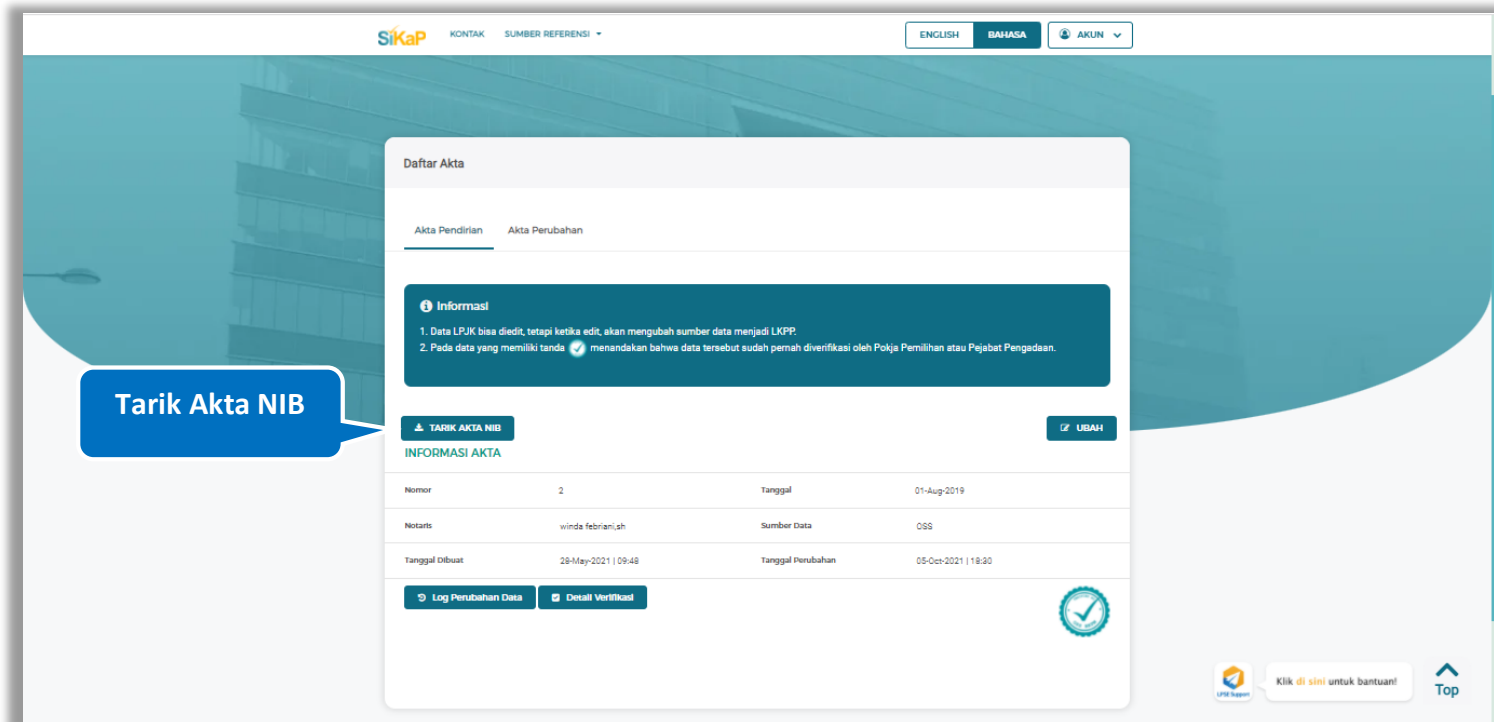 SiKaP KONTAK SUMBER REFERENSI ENGLISH BAHASA AKUN
Daftar Akta
Akta Pendirian Akta Perubahan
Informasi
1. Data LPJK bisa diedit, tetapi ketika edit, akan mengubah sumber data menjadi LKPP.
2. Pada data yang memiliki tanda menandakan bahwa data tersebut sudah pernah diverifikasi oleh Pokja Pemilihan atau Pejabat Pengadaan.
Tarik Akta NIB
TARIK AKTA NIB UBAH
INFORMASI AKTA
Nomor 2 Tanggal 01-Aug-2019
Notaris winda febriani,sh Sumber Data OSS
Tanggal Dibuat 28-May-2021 | 09:48 Tanggal Perubahan 05-Oct-2021 | 18:30
Log Perubahan Data Detail Verifikasi
LPSE Support Klik di sini untuk bantuan! Top